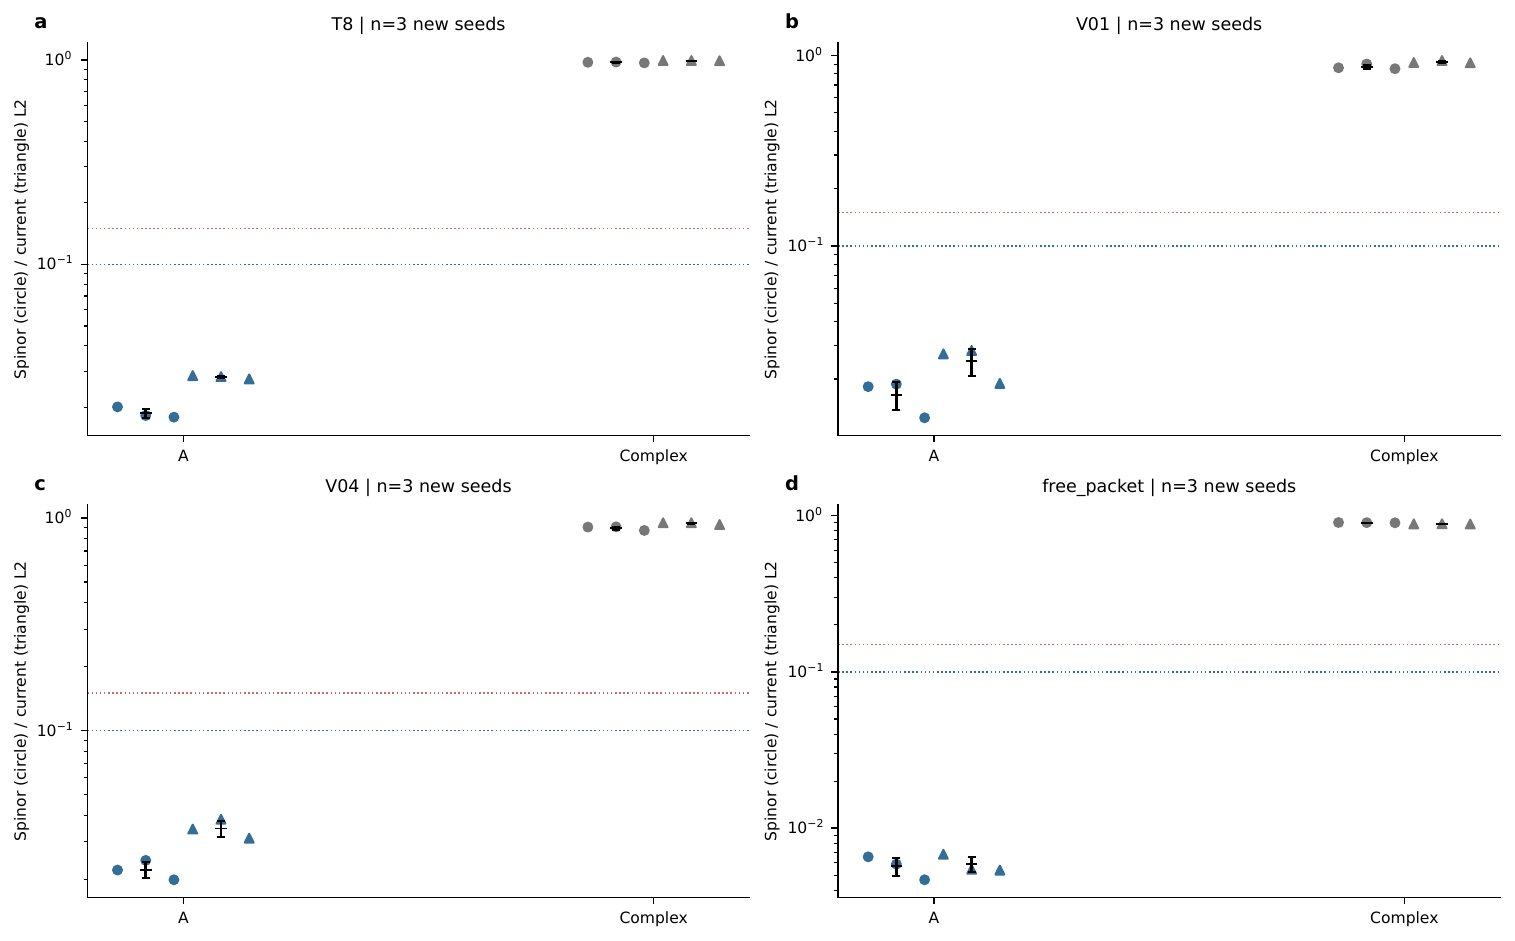 a
T8 | n=3 new seeds
Spinor (circle) / current (triangle) L2
10⁰
10⁻¹
A
Complex
b
V01 | n=3 new seeds
Spinor (circle) / current (triangle) L2
10⁰
10⁻¹
A
Complex
c
V04 | n=3 new seeds
Spinor (circle) / current (triangle) L2
10⁰
10⁻¹
A
Complex
d
free_packet | n=3 new seeds
Spinor (circle) / current (triangle) L2
10⁰
10⁻¹
10⁻²
A
Complex